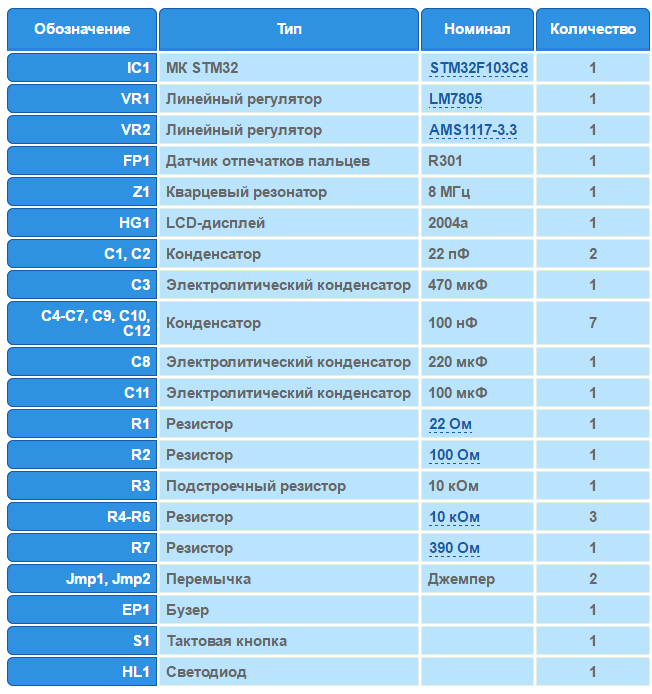 Обозначение Тип Номинал Количество
IC1 МК STM32 STM32F103C8 1
VR1 Линейный регулятор LM7805 1
VR2 Линейный регулятор AMS1117-3.3 1
FP1 Датчик отпечатков пальцев R301 1
Z1 Кварцевый резонатор 8 МГц 1
HG1 LCD-дисплей 2004a 1
C1, C2 Конденсатор 22 пФ 2
C3 Электролитический конденсатор 470 мкФ 1
C4-C7, C9, C10,
C12 Конденсатор 100 нФ 7
C8 Электролитический конденсатор 220 мкФ 1
C11 Электролитический конденсатор 100 мкФ 1
R1 Резистор 22 Ом 1
R2 Резистор 100 Ом 1
R3 Подстроечный резистор 10 кОм 1
R4-R6 Резистор 10 кОм 3
R7 Резистор 390 Ом 1
Jmp1, Jmp2 Перемычка Джемпер 2
EP1 Бузер 1
S1 Тактовая кнопка 1
HL1 Светодиод 1